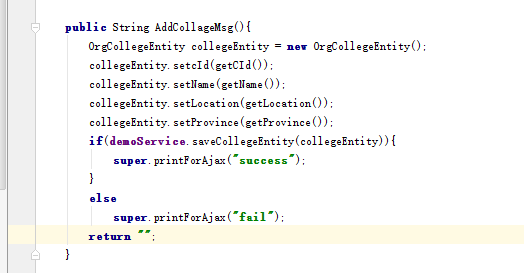 public String AddCollageMsg(){
OrgCollegeEntity collegeEntity = new OrgCollegeEntity();
collegeEntity.setcId(getCId());
collegeEntity.setName(getName());
collegeEntity.setLocation(getLocation());
collegeEntity.setProvince(getProvince());
if(demoService.saveCollegeEntity(collegeEntity)){
super.printForAjax("success");
}
else
super.printForAjax("fail");
return "";
}